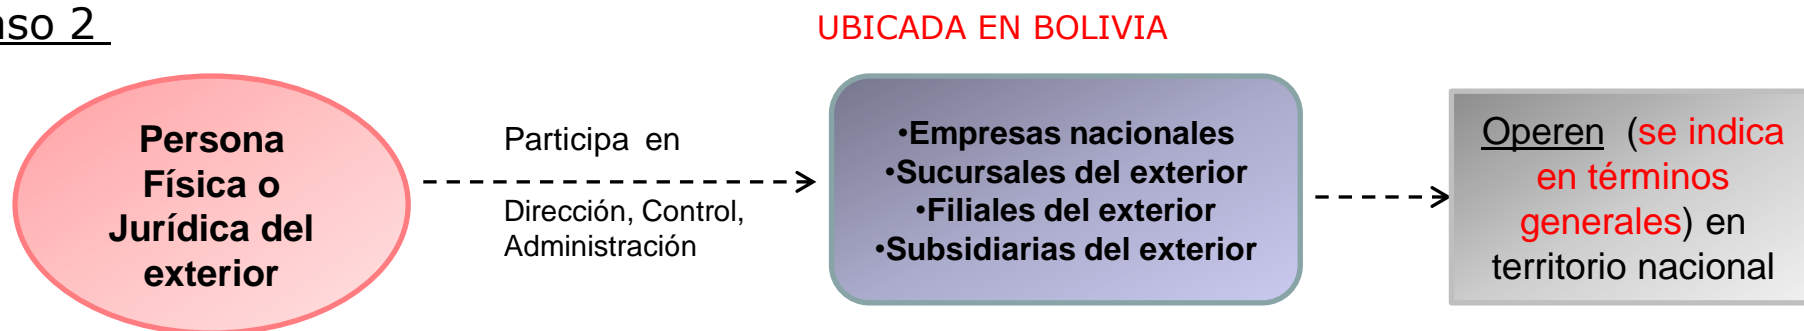 aso 2
UBICADA EN BOLIVIA
Persona
Física o
Jurídica del
exterior
Participa en
Dirección, Control,
Administración
•Empresas nacionales
•Sucursales del exterior
•Filiales del exterior
•Subsidiarias del exterior
Operen (se indica
en términos
generales) en
territorio nacional